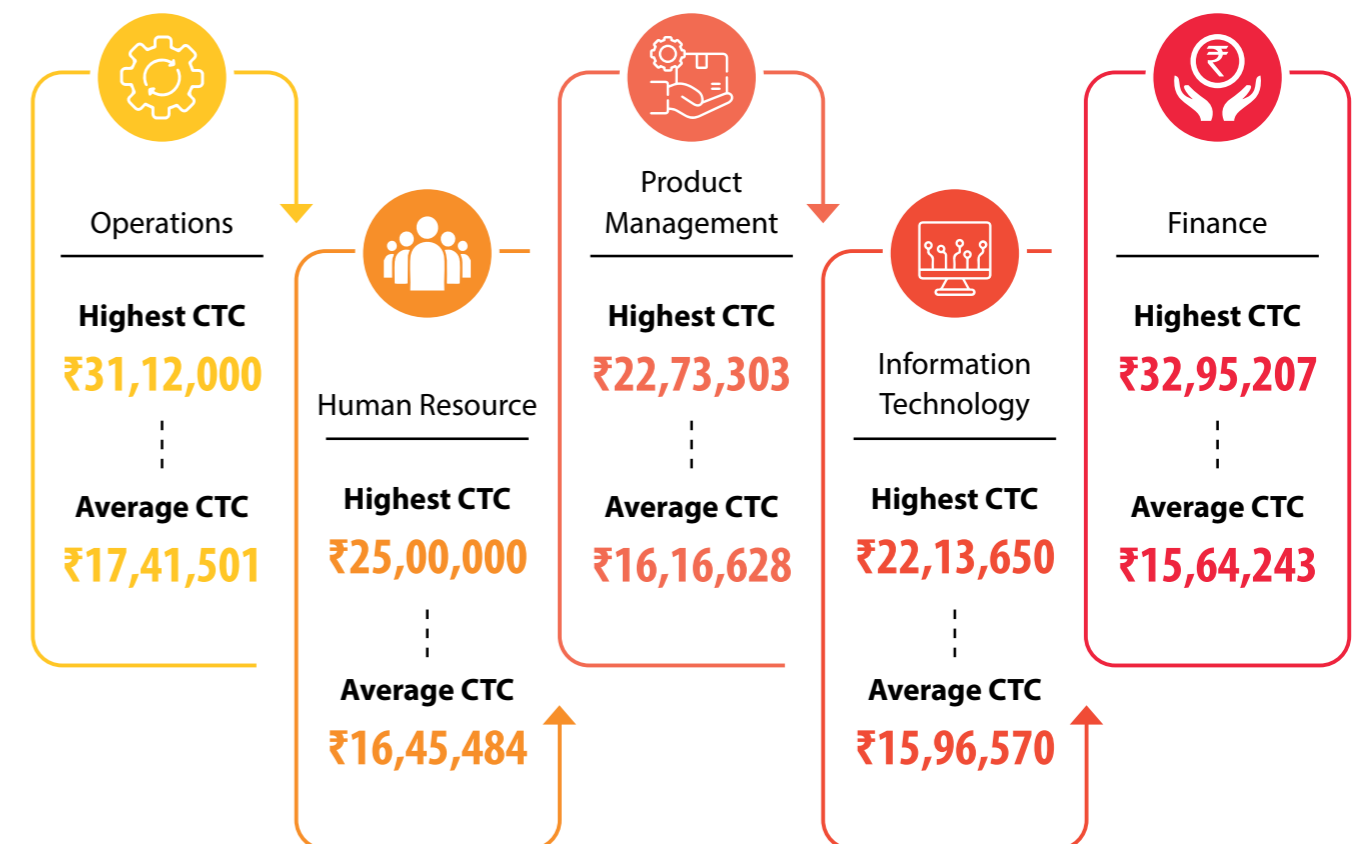 Operations
Highest CTC
₹31,12,000
Average CTC
₹17,41,501
Human Resource
Highest CTC
₹25,00,000
Average CTC
₹16,45,484
Product
Management
Highest CTC
₹22,73,303
Average CTC
₹16,16,628
Information
Technology
Highest CTC
₹22,13,650
Average CTC
₹15,96,570
₹
Finance
Highest CTC
₹32,95,207
Average CTC
₹15,64,243